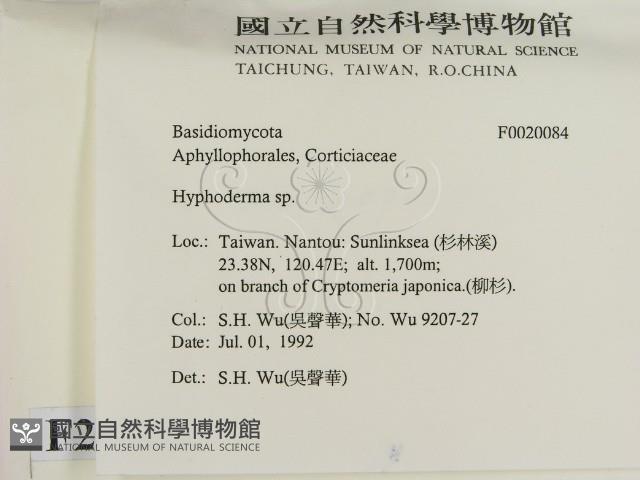 國立自然科學博物館
NATIONAL MUSEUM OF NATURAL SCIENCE
TAICHUNG, TAIWAN, R.O.CHINA
Basidiomycota F0020084
Aphyllophorales, Corticiaceae
Hyphoderma sp.
Loc.: Taiwan. Nantou: Sunlinksea (杉林溪)
23.38N, 120.47E; alt. 1,700m;
on branch of Cryptomeria japonica.(柳杉).
Col.: S.H. Wu(吳聲華); No. Wu 9207-27
Date: Jul. 01, 1992
Det.: S.H. Wu(吳聲華)
F2
國立自然科學博物館
NATIONAL MUSEUM OF NATURAL SCIENCE